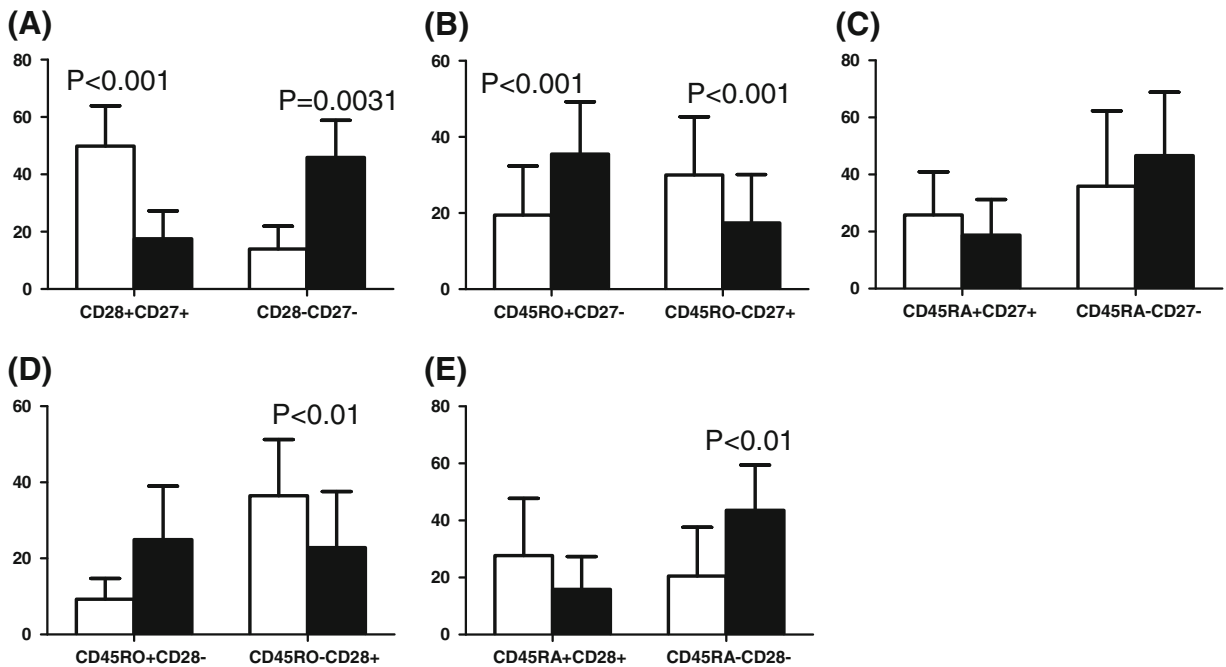 (A)
80
60
40
20
0
P<0.001
P=0.0031
CD28+CD27+
CD28-CD27-
(B)
60
40
20
0
P<0.001
P<0.001
CD45RO+CD27-
CD45RO-CD27+
(C)
80
60
40
20
0
CD45RA+CD27+
CD45RA-CD27-
(D)
60
40
20
0
P<0.01
CD45RO+CD28-
CD45RO-CD28+
(E)
80
60
40
20
0
P<0.01
CD45RA+CD28+
CD45RA-CD28-